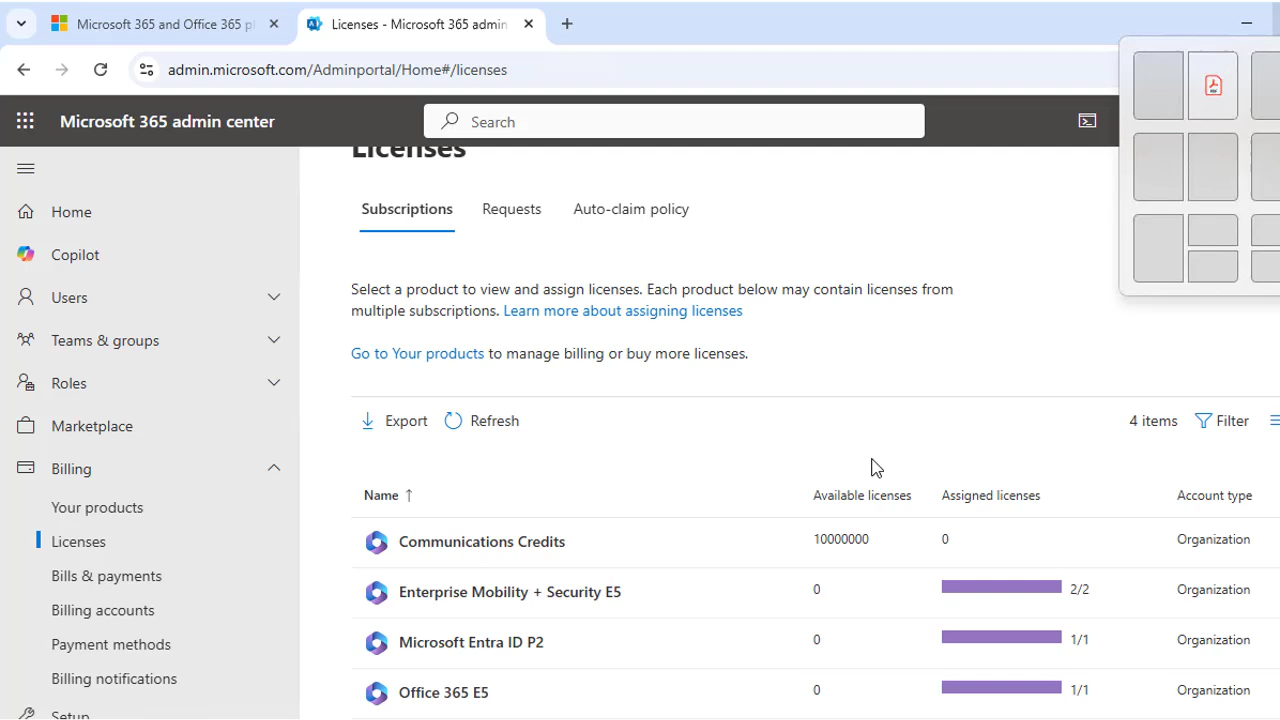 Microsoft 365 and Office 365 pl
Licenses - Microsoft 365 admin
admin.microsoft.com/Adminportal/Home#/licenses
Microsoft 365 admin center
Search
Licenses
Home
Copilot
Users
Teams & groups
Roles
Marketplace
Billing
Your products
Licenses
Bills & payments
Billing accounts
Payment methods
Billing notifications
Setup
Subscriptions Requests Auto-claim policy
Select a product to view and assign licenses. Each product below may contain licenses from
multiple subscriptions. Learn more about assigning licenses
Go to Your products to manage billing or buy more licenses.
Export Refresh 4 items Filter
Name ↑ Available licenses Assigned licenses Account type
Communications Credits 10000000 0 Organization
Enterprise Mobility + Security E5 0 2/2 Organization
Microsoft Entra ID P2 0 1/1 Organization
Office 365 E5 0 1/1 Organization